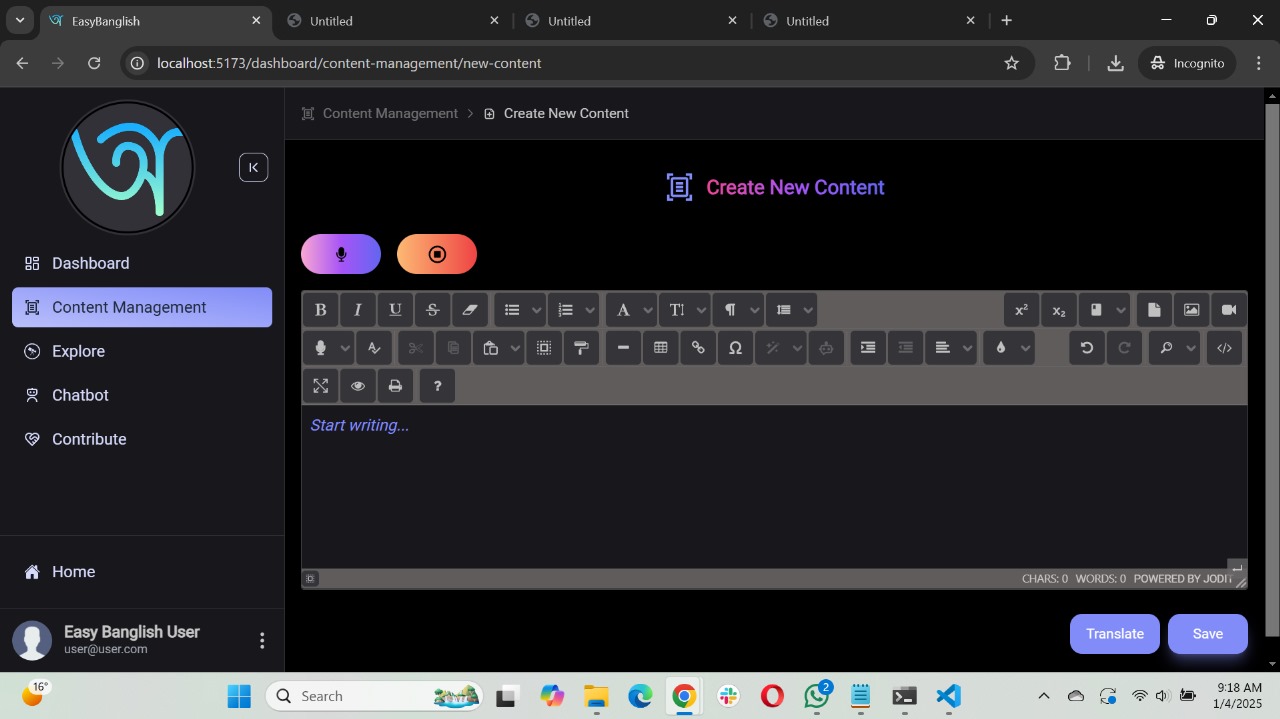 EasyBanglish
Untitled
Untitled
Untitled
localhost:5173/dashboard/content-management/new-content
Incognito
অ
Content Management > Create New Content
Create New Content
Dashboard
Content Management
Explore
Chatbot
Contribute
Home
Easy Banglish User
user@user.com
B I U S A T ¶ x² x₂
Ω </>
?
Start writing...
CHARS: 0 WORDS: 0 POWERED BY JODIT
Translate Save
16°
Search
2
9:18 AM
1/4/2025